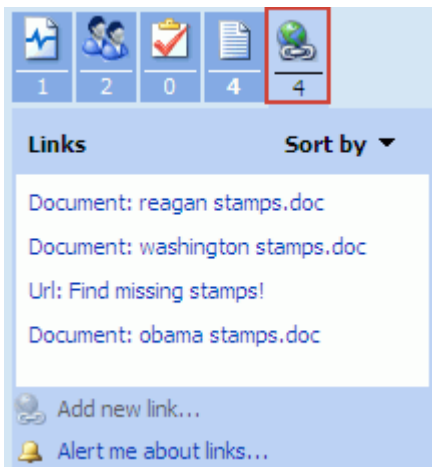 1 2 0 4 4
Links Sort by
Document: reagan stamps.doc
Document: washington stamps.doc
Url: Find missing stamps!
Document: obama stamps.doc
Add new link...
Alert me about links...